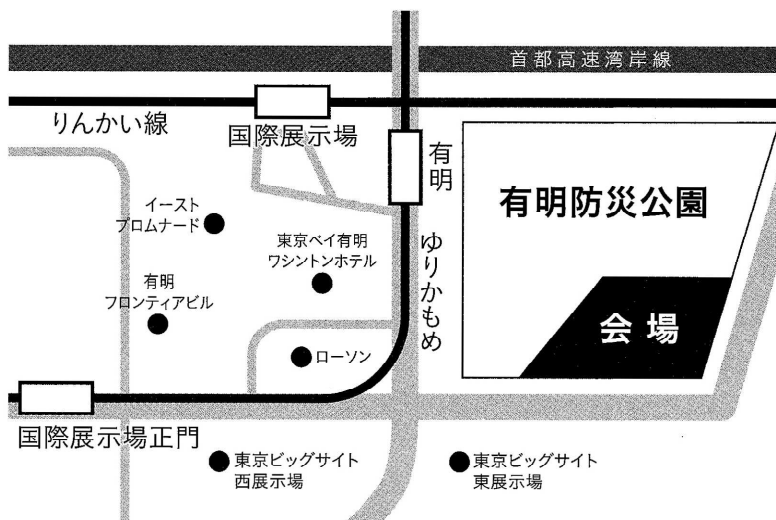 首都高速湾岸線
りんかい線
国際展示場
有明
有明防災公園
イースト
プロムナード
東京ベイ有明
ワシントンホテル
ゆりかもめ
有明
フロンティアビル
会場
ローソン
国際展示場正門
東京ビッグサイト
西展示場
東京ビッグサイト
東展示場